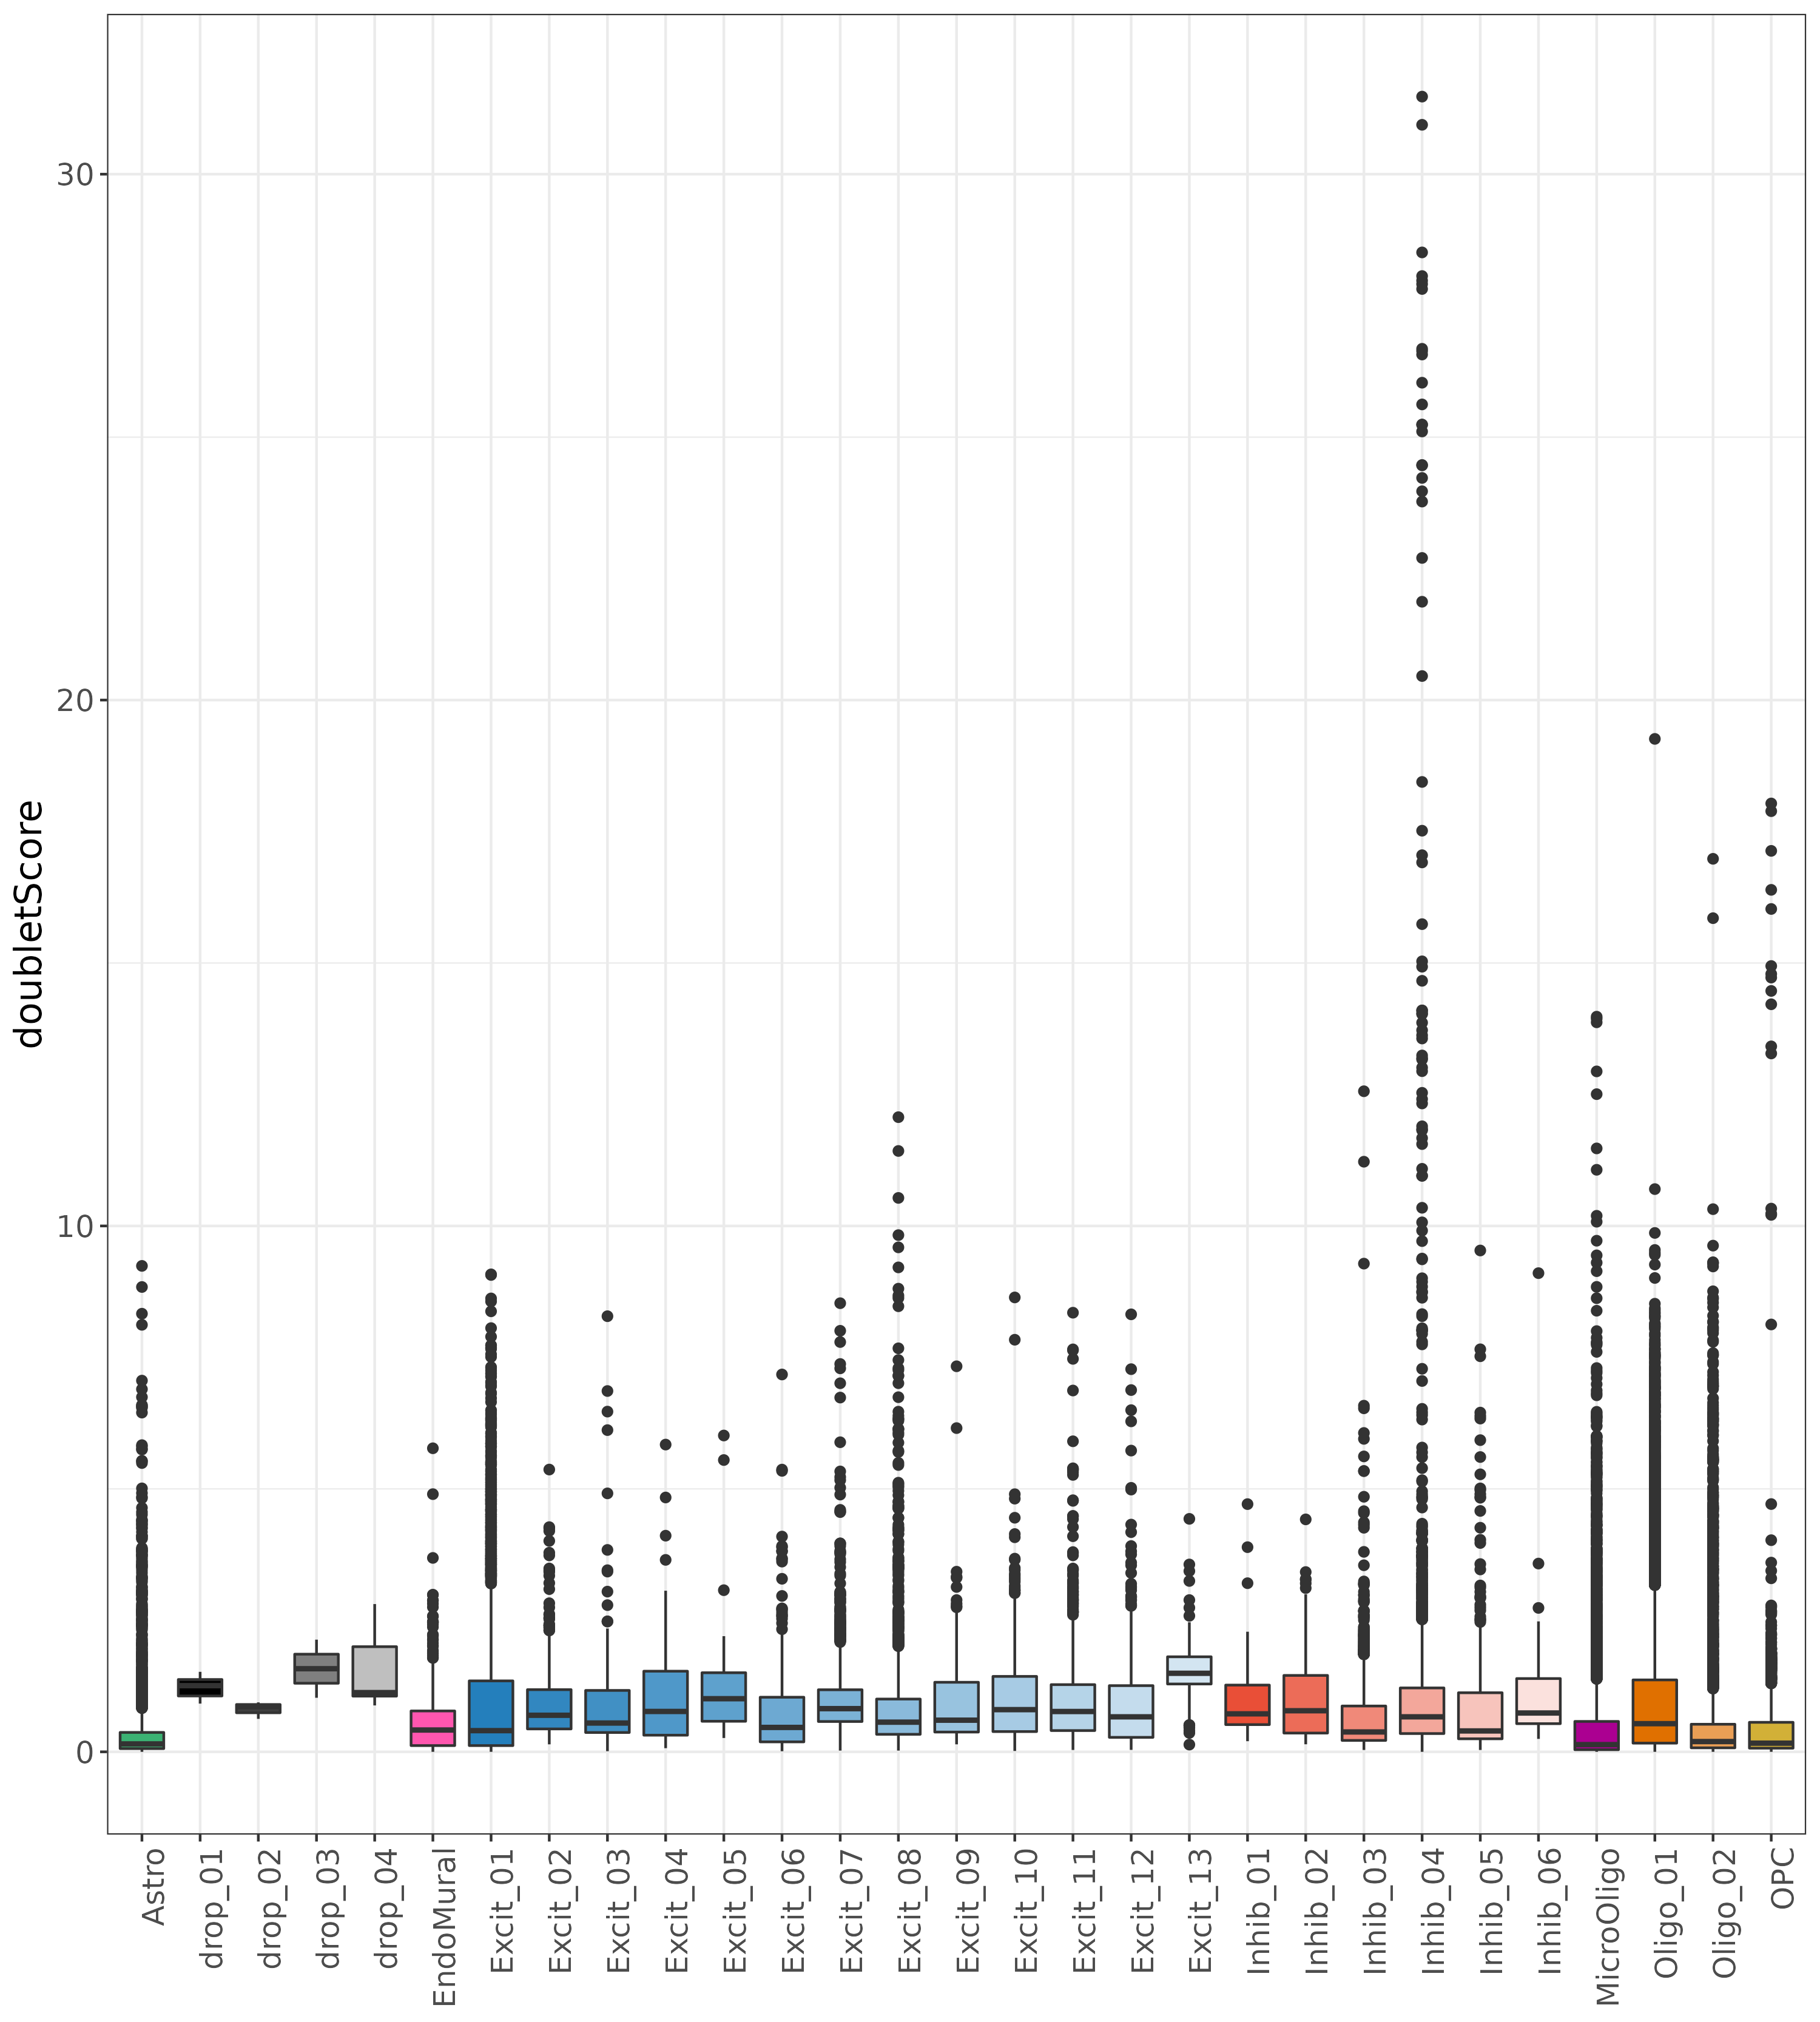 doubletScore
30
20
10
0
Astro
drop_01
drop_02
drop_03
drop_04
EndoMural
Excit_01
Excit_02
Excit_03
Excit_04
Excit_05
Excit_06
Excit_07
Excit_08
Excit_09
Excit_10
Excit_11
Excit_12
Excit_13
Inhib_01
Inhib_02
Inhib_03
Inhib_04
Inhib_05
Inhib_06
MicroOligo
Oligo_01
Oligo_02
OPC